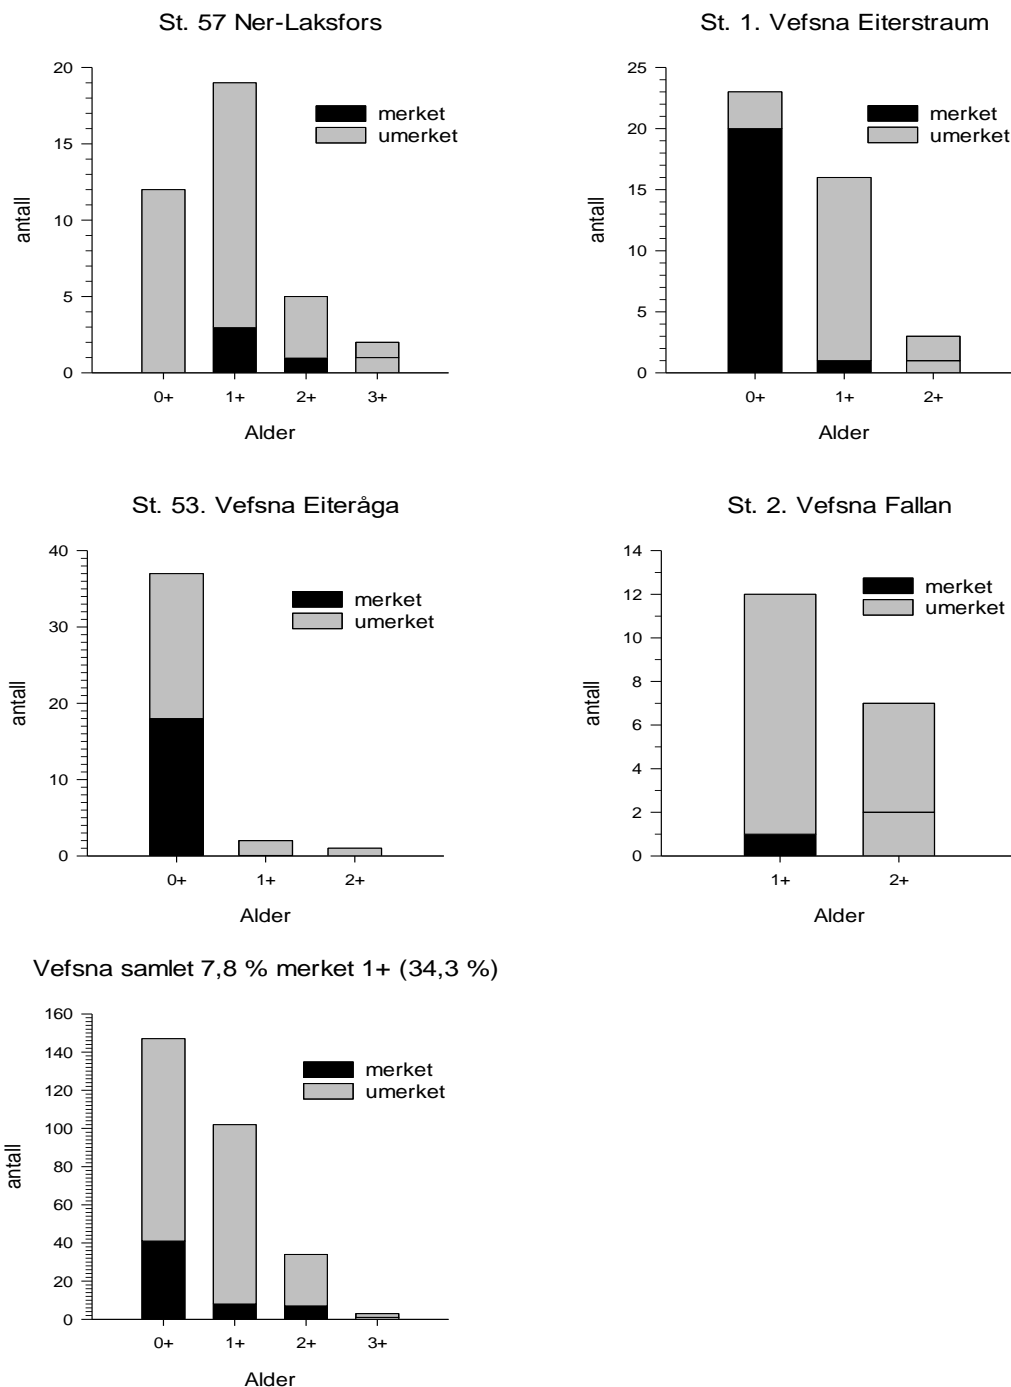 St. 57 Ner-Laksfors
20
15
10
5
0
antall
merket
umerket
0+ 1+ 2+ 3+
Alder
St. 1. Vefsna Eiterstraum
25
20
15
10
5
0
antall
merket
umerket
0+ 1+ 2+
Alder
St. 53. Vefsna Eiteråga
40
30
20
10
0
antall
merket
umerket
0+ 1+ 2+
Alder
St. 2. Vefsna Fallan
14
12
10
8
6
4
2
0
antall
merket
umerket
1+ 2+
Alder
Vefsna samlet 7,8 % merket 1+ (34,3 %)
160
140
120
100
80
60
40
20
0
antall
merket
umerket
0+ 1+ 2+ 3+
Alder